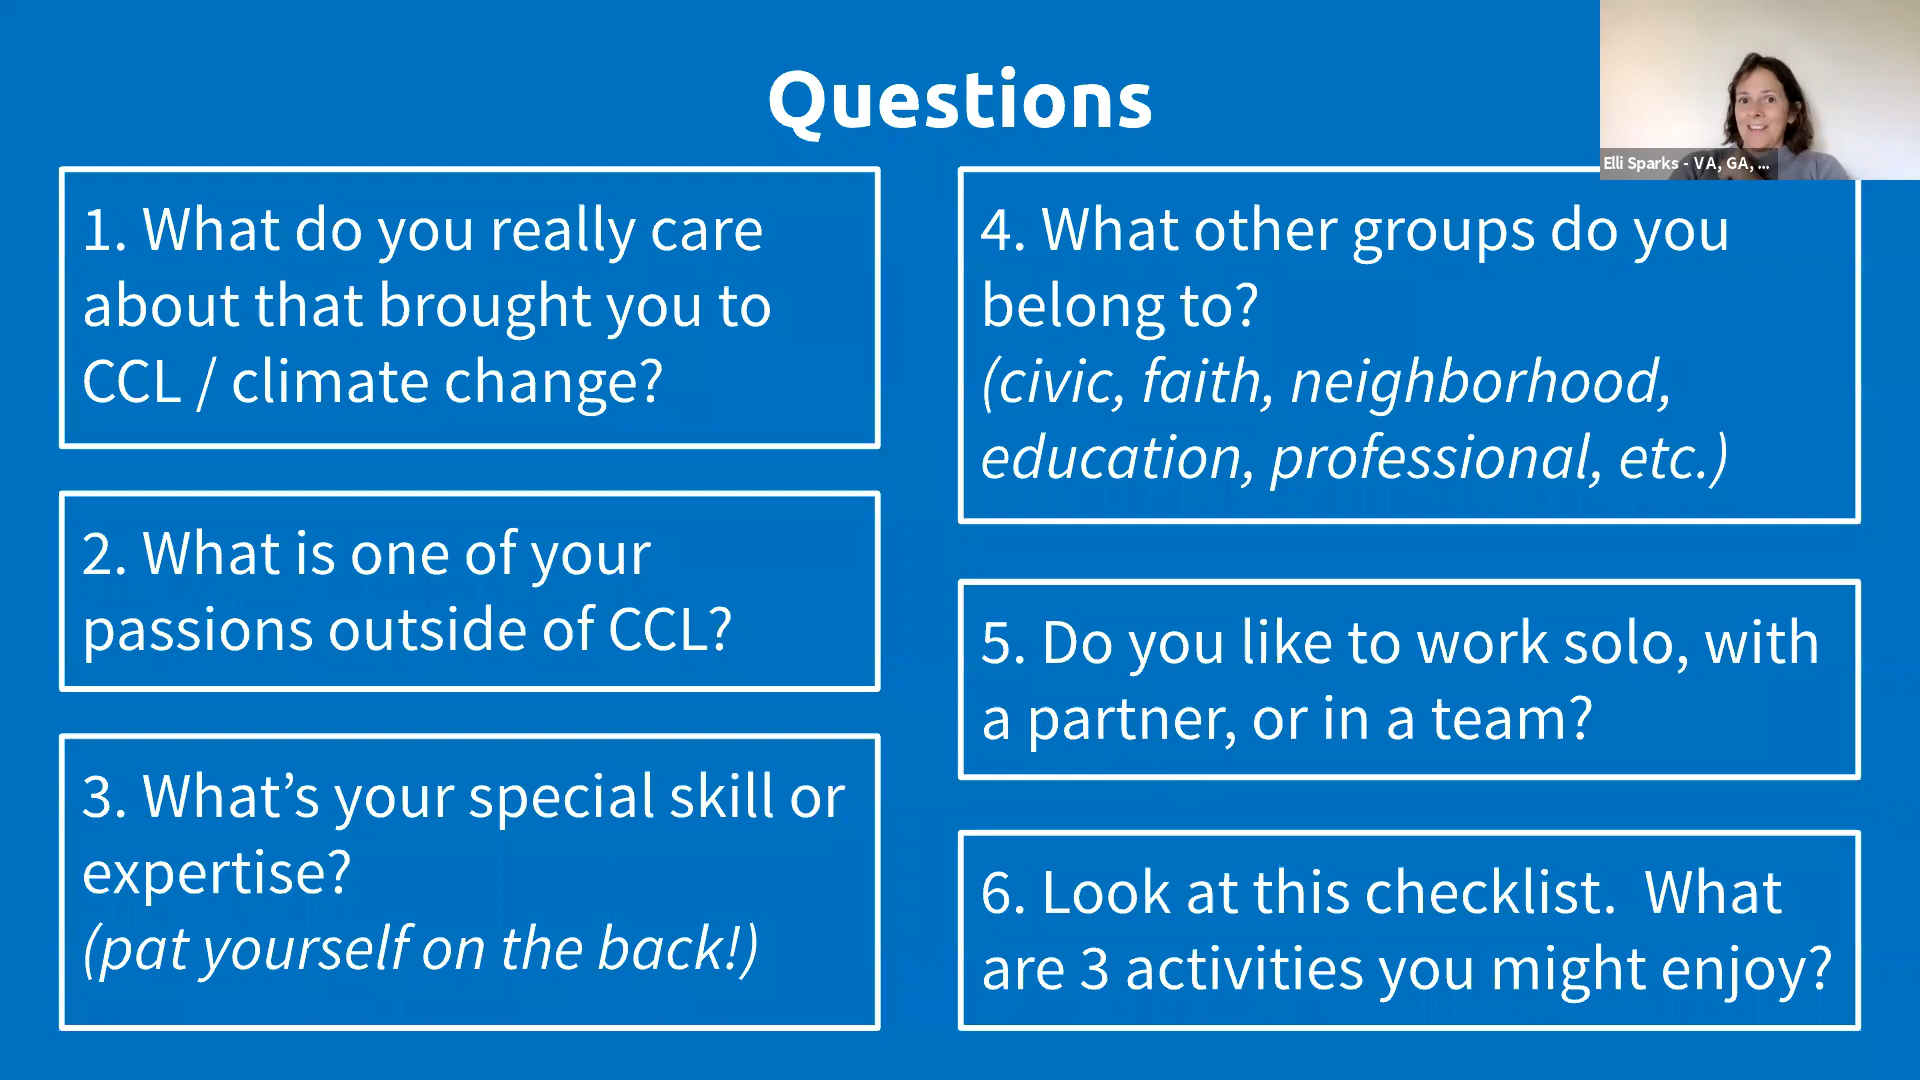 Questions
Elli Sparks - VA, GA, ...
1. What do you really care
about that brought you to
CCL / climate change?
2. What is one of your
passions outside of CCL?
3. What’s your special skill or
expertise?
(pat yourself on the back!)
4. What other groups do you
belong to?
(civic, faith, neighborhood,
education, professional, etc.)
5. Do you like to work solo, with
a partner, or in a team?
6. Look at this checklist.  What
are 3 activities you might enjoy?